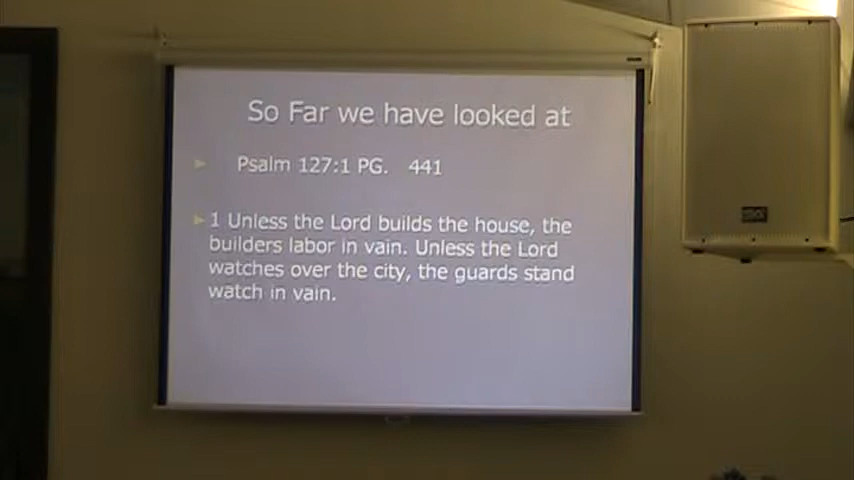 So Far we have looked at
Psalm 127:1 PG. 441
1 Unless the Lord builds the house, the
builders labor in vain. Unless the Lord
watches over the city, the guards stand
watch in vain.